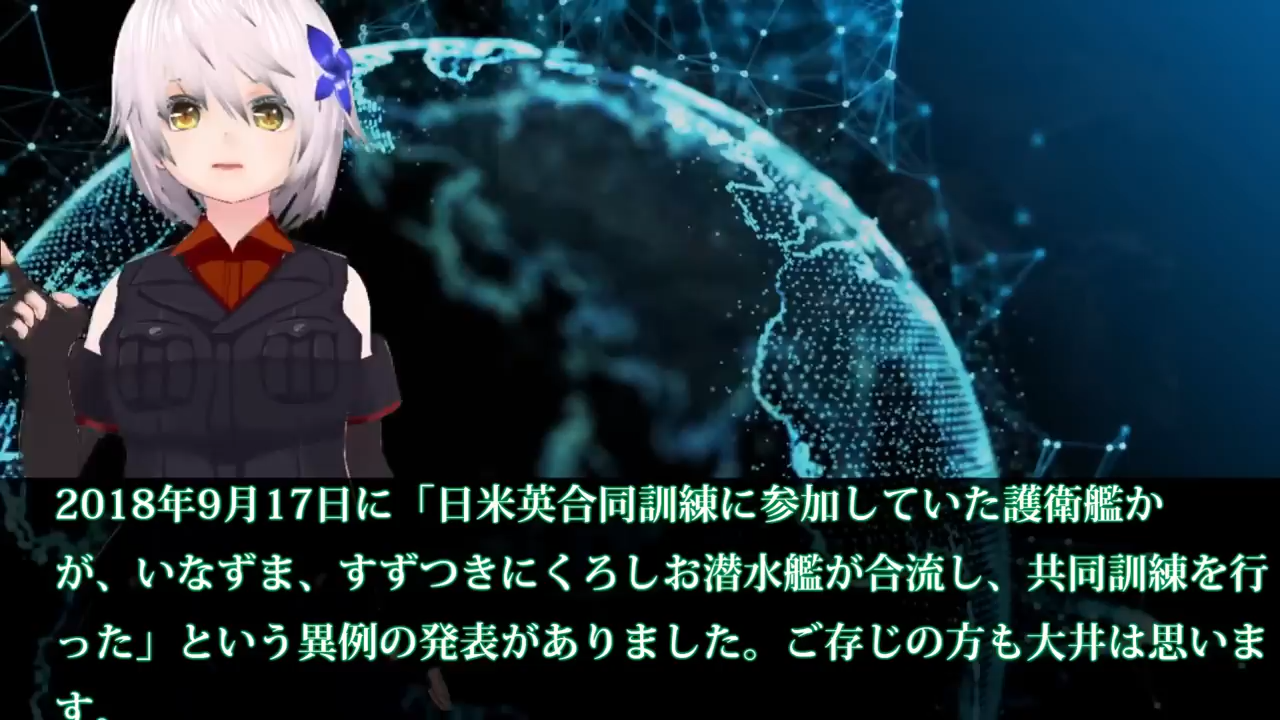 2018年9月17日に「日米英合同訓練に参加していた護衛艦か
が、いなずま、すずつきにくろしお潜水艦が合流し、共同訓練を行
った」という異例の発表がありました。ご存じの方も大井は思いま
す。